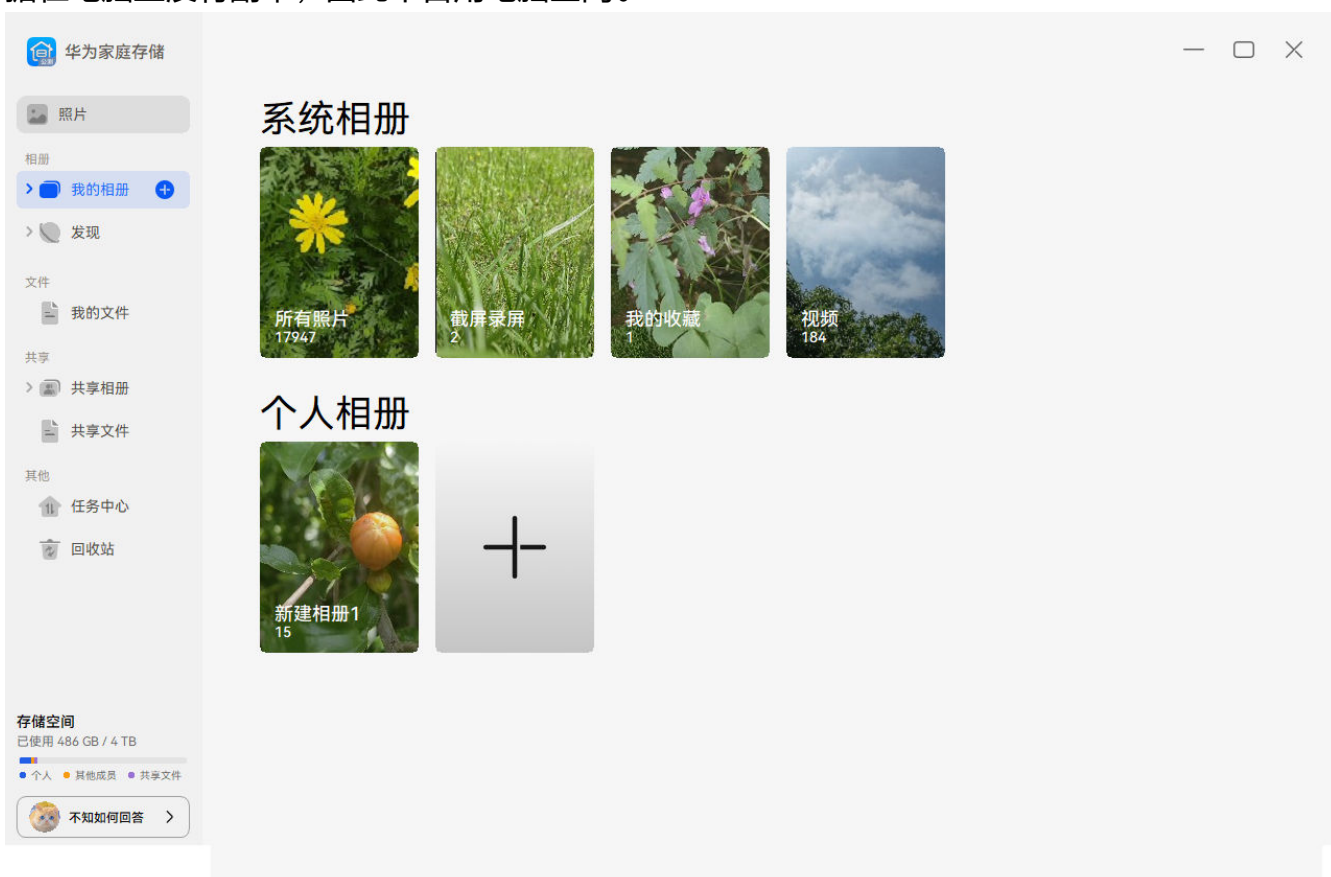 华为家庭存储
照片
相册
我的相册
发现
文件
我的文件
共享
共享相册
共享文件
其他
任务中心
回收站
存储空间
已使用 486 GB / 4 TB
个人 其他成员 共享文件
不知如何回答
系统相册
所有照片
17947
截屏录屏
2
我的收藏
1
视频
184
个人相册
新建相册1
15